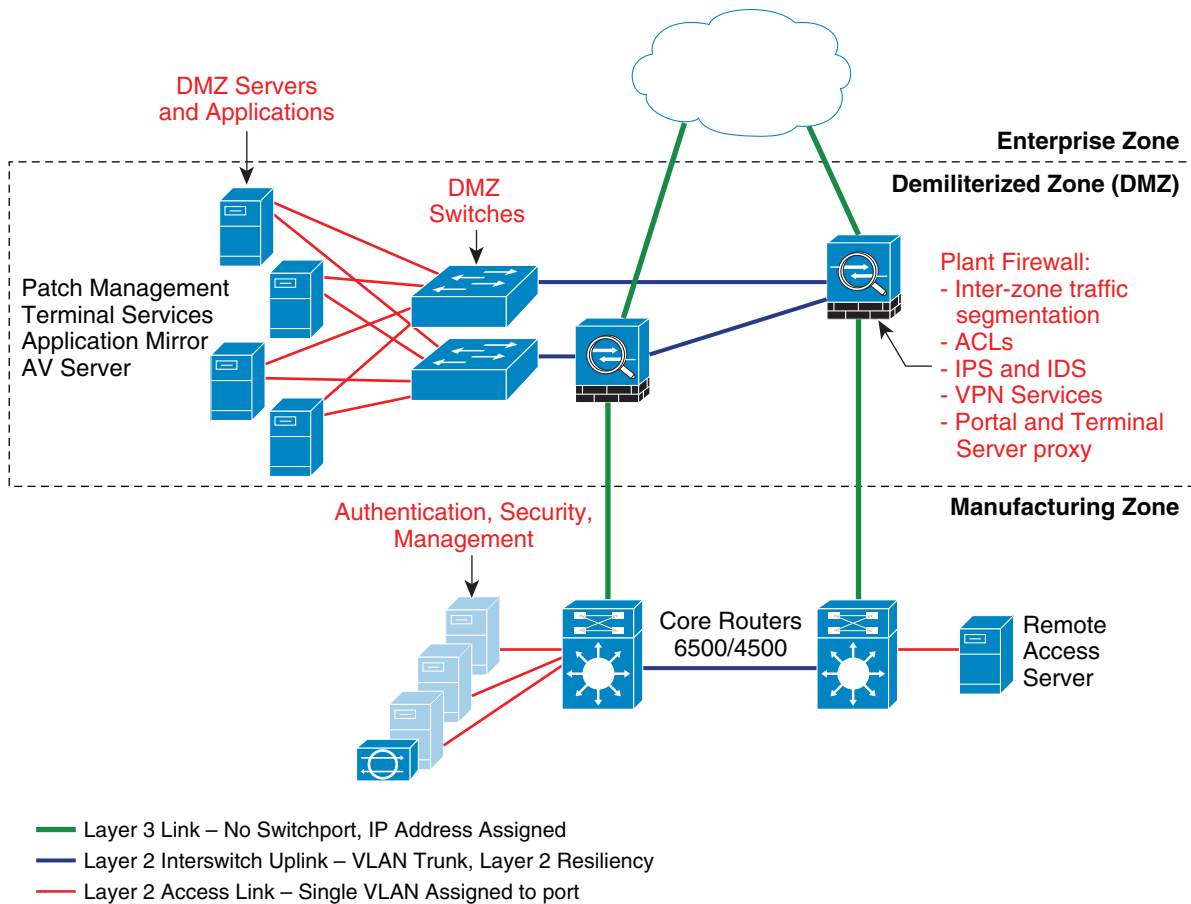 DMZ Servers
and Applications
Enterprise Zone
Demiliterized Zone (DMZ)
DMZ
Switches
Patch Management
Terminal Services
Application Mirror
AV Server
Plant Firewall:
- Inter-zone traffic
segmentation
- ACLs
- IPS and IDS
- VPN Services
- Portal and Terminal
Server proxy
Manufacturing Zone
Authentication, Security,
Management
Core Routers
6500/4500
Remote
Access
Server
Layer 3 Link – No Switchport, IP Address Assigned
Layer 2 Interswitch Uplink – VLAN Trunk, Layer 2 Resiliency
Layer 2 Access Link – Single VLAN Assigned to port